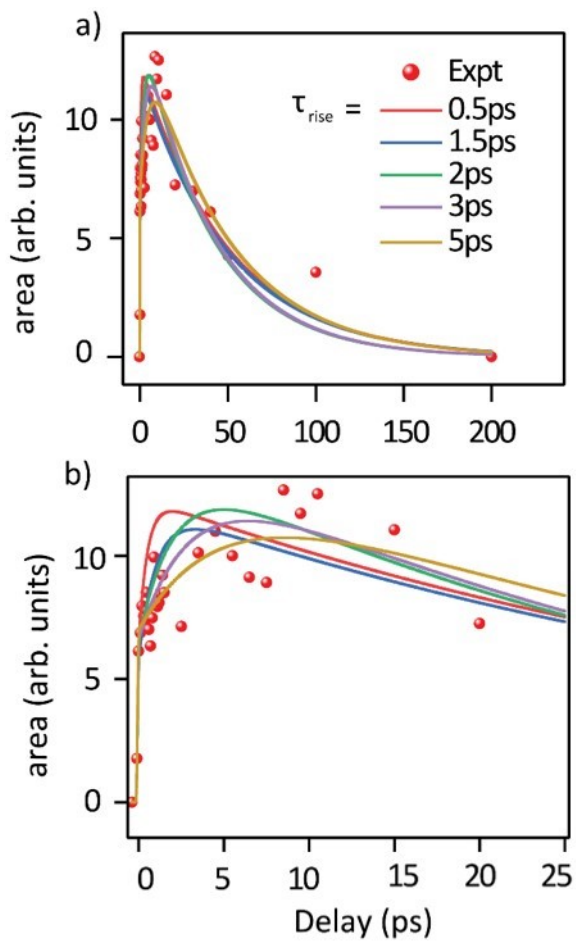 a)
Expt
τrise =
0.5ps
1.5ps
2ps
3ps
5ps
area (arb. units)
10
5
0
0 50 100 150 200
b)
area (arb. units)
10
5
0
0 5 10 15 20 25
Delay (ps)